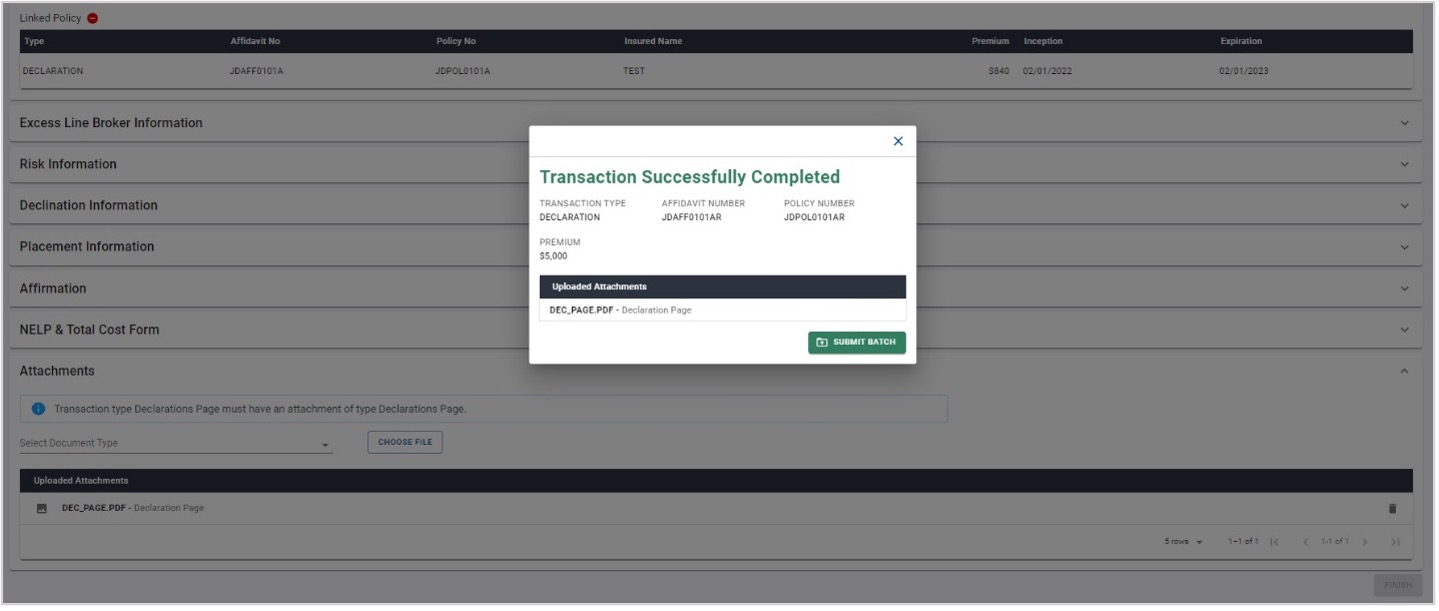 Linked Policy
Type Affidavit No Policy No Insured Name Premium Inception Expiration
DECLARATION JDAFF0101A JDPOL0101A TEST $840 02/01/2022 02/01/2023
Excess Line Broker Information
Risk Information
Declination Information
Placement Information
Affirmation
NELP & Total Cost Form
Attachments
Transaction type Declarations Page must have an attachment of type Declarations Page.
Select Document Type CHOOSE FILE
Uploaded Attachments
DEC_PAGE.PDF - Declaration Page
5 rows 1-1 of 1 1-1 of 1
FINISH
Transaction Successfully Completed
TRANSACTION TYPE AFFIDAVIT NUMBER POLICY NUMBER
DECLARATION JDAFF0101AR JDPOL0101AR
PREMIUM
$5,000
Uploaded Attachments
DEC_PAGE.PDF - Declaration Page
SUBMIT BATCH